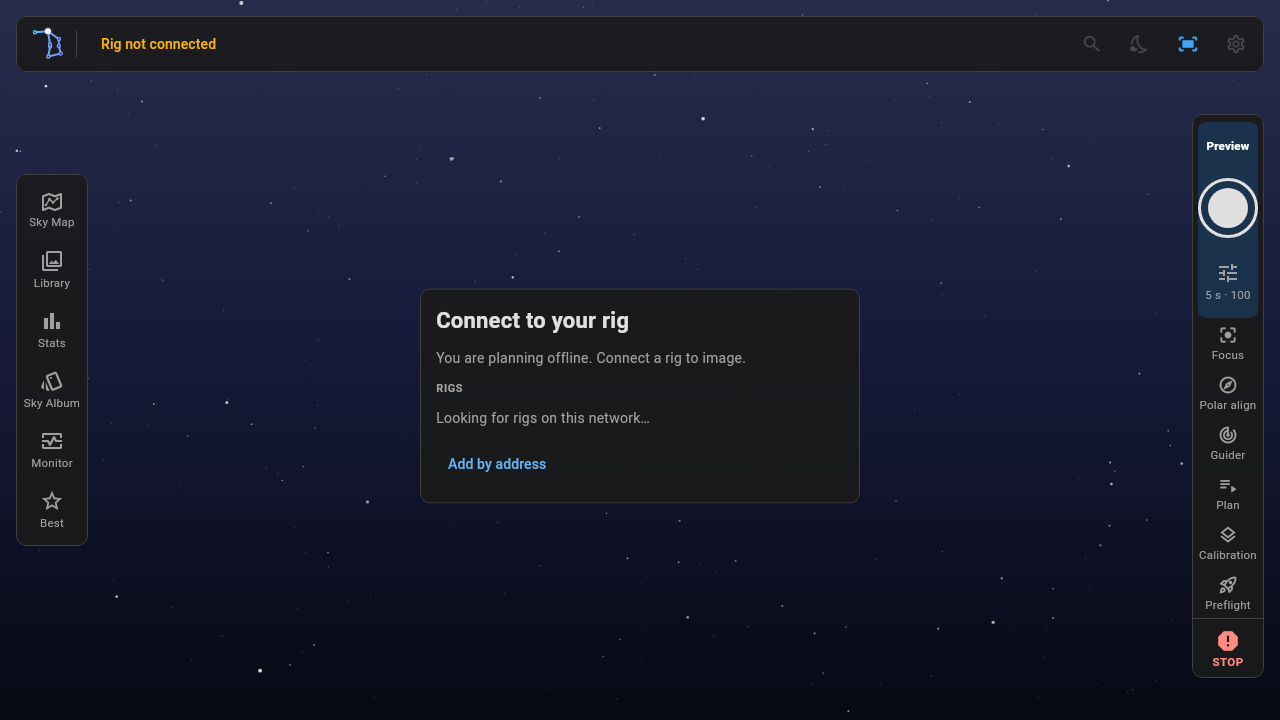 Rig not connected
Sky Map
Library
Stats
Sky Album
Monitor
Best
Connect to your rig
You are planning offline. Connect a rig to image.
RIGS
Looking for rigs on this network…
Add by address
Preview
5 s · 100
Focus
Polar align
Guider
Plan
Calibration
Preflight
STOP